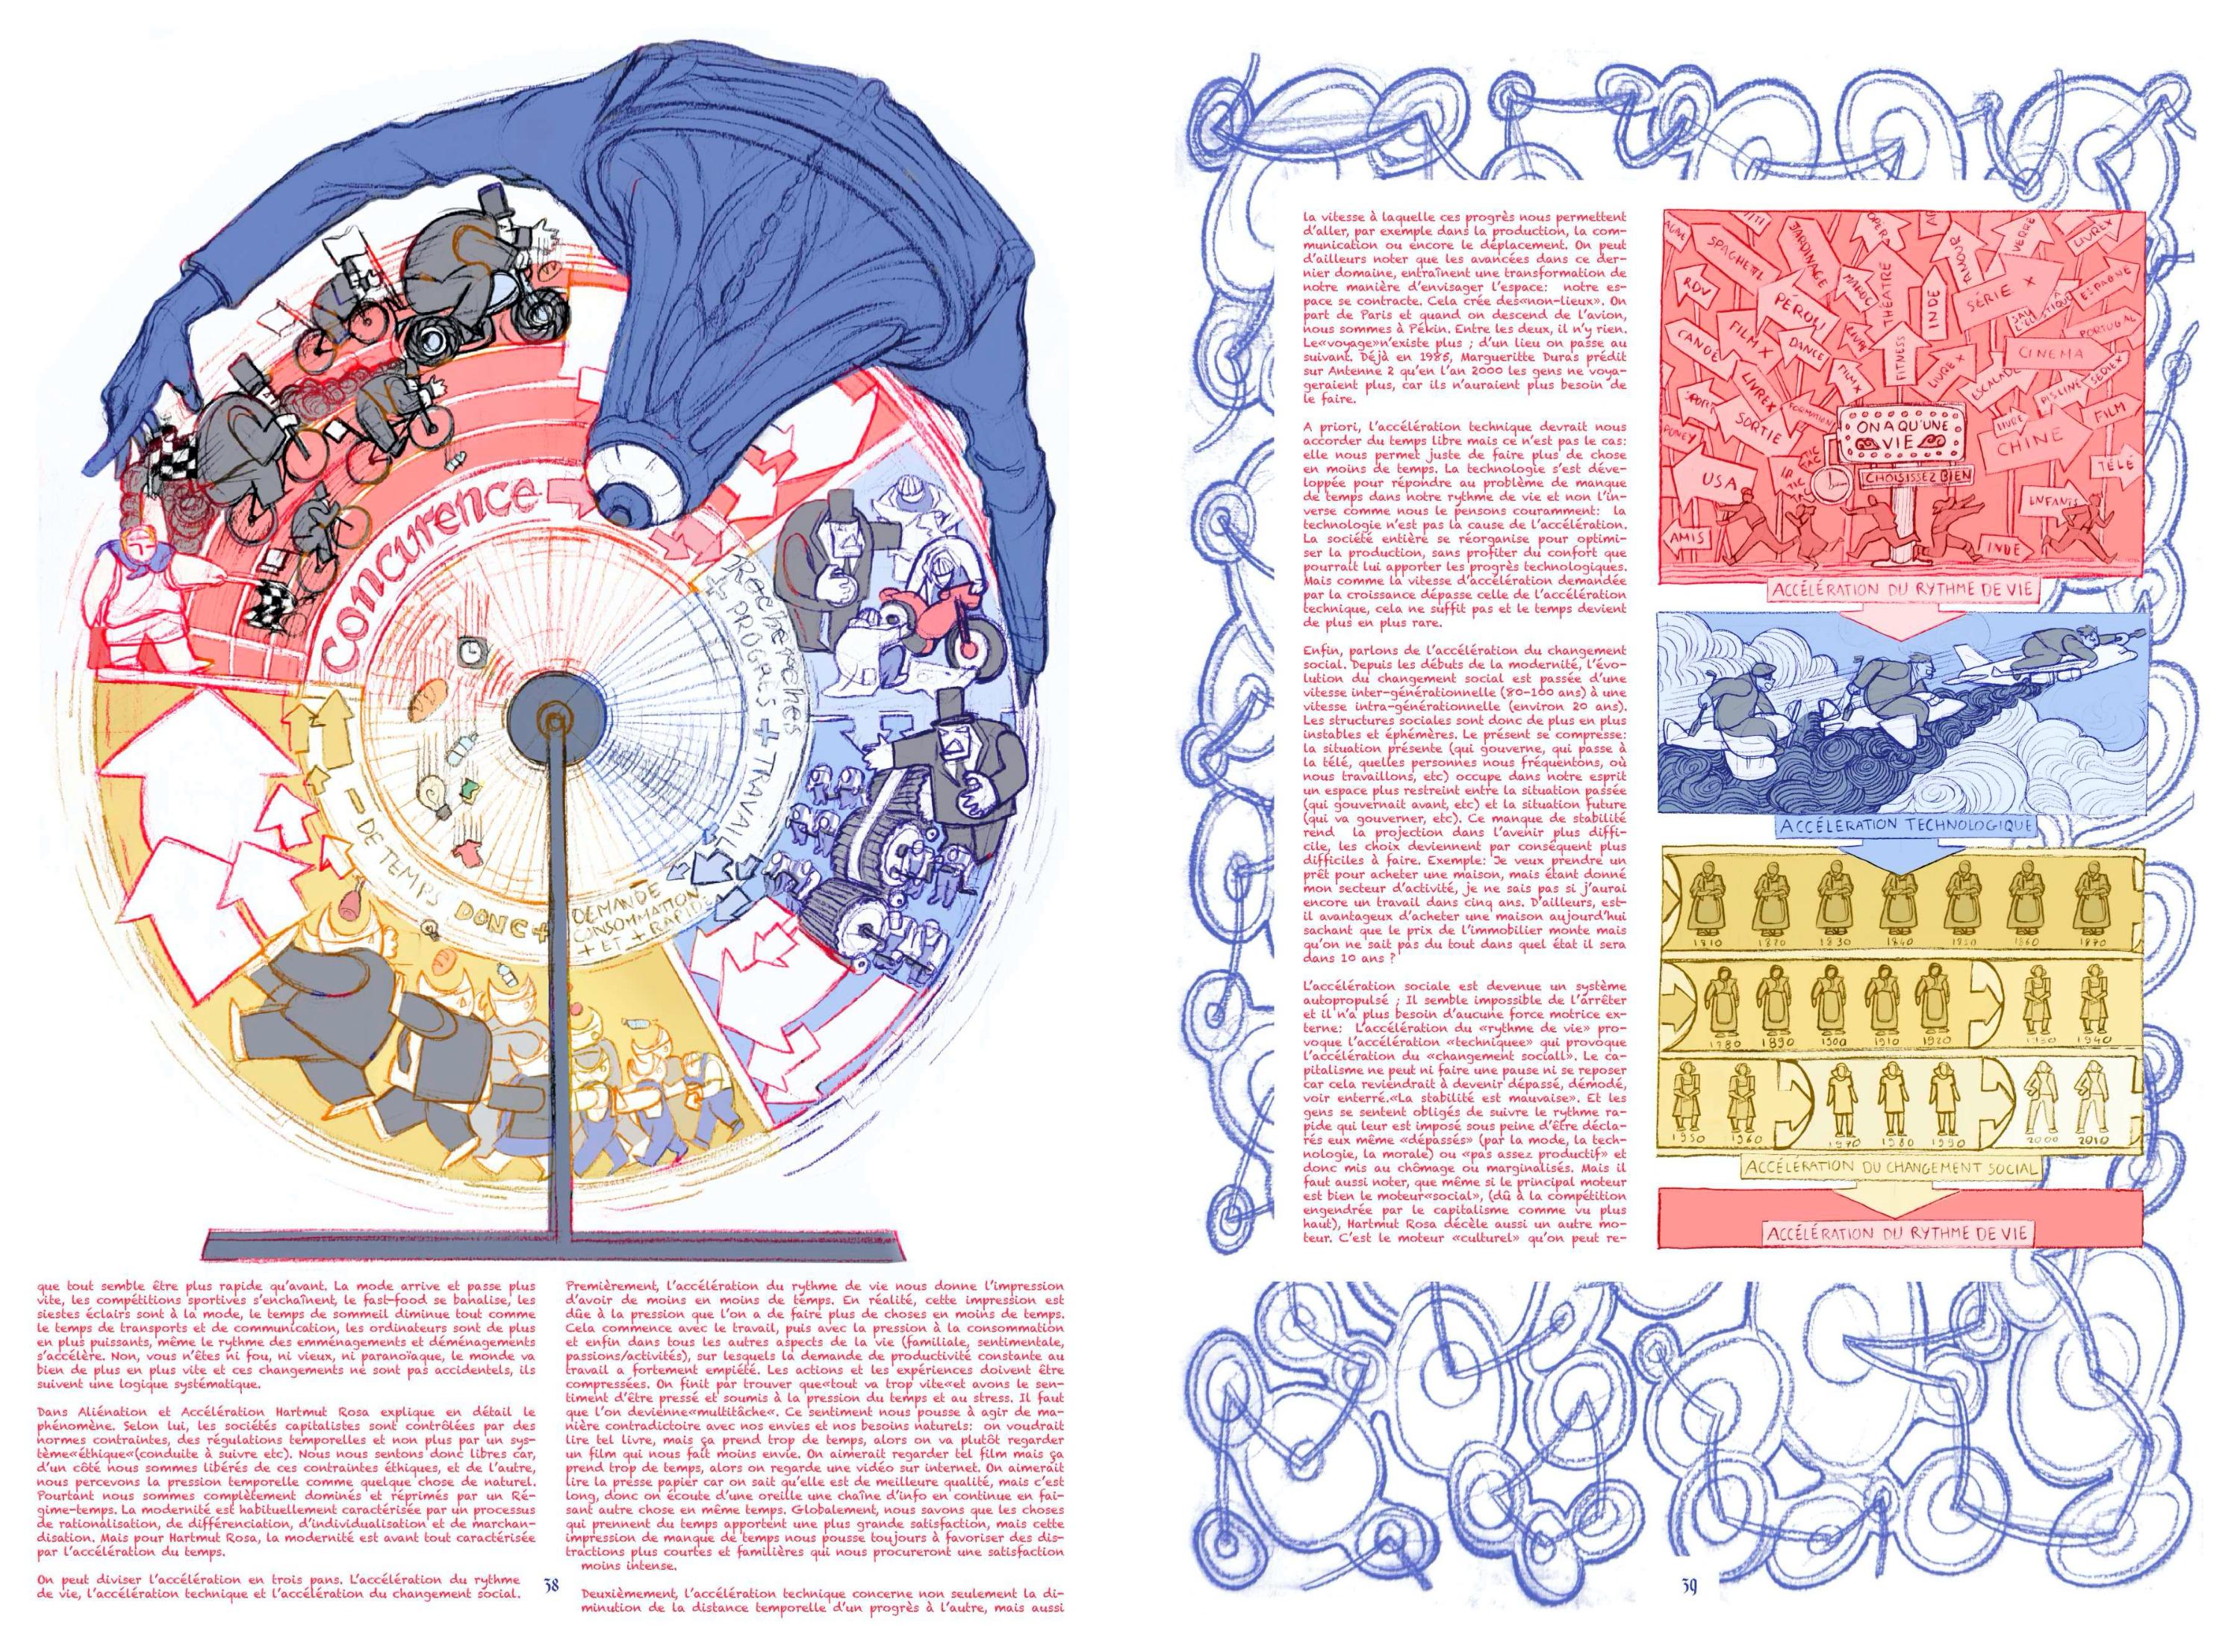 concurence
Recherches
+ PROGRÈS + TRAVAIL
DEMANDE
CONSOMMATION
+ ET + RAPIDE
– DE TEMPS DONC +
que tout semble être plus rapide qu'avant. La mode arrive et passe plus
vite, les compétitions sportives s'enchaînent, le fast-food se banalise, les
siestes éclairs sont à la mode, le temps de sommeil diminue tout comme
le temps de transports et de communication, les ordinateurs sont de plus
en plus puissants, même le rythme des emménagements et déménagements
s'accélère. Non, vous n'êtes ni fou, ni vieux, ni paranoïaque, le monde va
bien de plus en plus vite et ces changements ne sont pas accidentels, ils
suivent une logique systématique.
Dans Aliénation et Accélération Hartmut Rosa explique en détail le
phénomène. Selon lui, les sociétés capitalistes sont contrôlées par des
normes contraintes, des régulations temporelles et non plus par un sys-
tème«éthique«(conduite à suivre etc). Nous nous sentons donc libres car,
d'un côté nous sommes libérés de ces contraintes éthiques, et de l'autre,
nous percevons la pression temporelle comme quelque chose de naturel.
Pourtant nous sommes complètement dominés et réprimés par un Ré-
gime-temps. La modernité est habituellement caractérisée par un processus
de rationalisation, de différenciation, d'individualisation et de marchan-
disation. Mais pour Hartmut Rosa, la modernité est avant tout caractérisée
par l'accélération du temps.
On peut diviser l'accélération en trois pans. L'accélération du rythme
de vie, l'accélération technique et l'accélération du changement social.
38
Premièrement, l'accélération du rythme de vie nous donne l'impression
d'avoir de moins en moins de temps. En réalité, cette impression est
dûe à la pression que l'on a de faire plus de choses en moins de temps.
Cela commence avec le travail, puis avec la pression à la consommation
et enfin dans tous les autres aspects de la vie (familiale, sentimentale,
passions/activités), sur lesquels la demande de productivité constante au
travail a fortement empiété. Les actions et les expériences doivent être
compressées. On finit par trouver que«tout va trop vite«et avons le sen-
timent d'être pressé et soumis à la pression du temps et au stress. Il faut
que l'on devienne«multitâche«. Ce sentiment nous pousse à agir de ma-
nière contradictoire avec nos envies et nos besoins naturels: on voudrait
lire tel livre, mais ça prend trop de temps, alors on va plutôt regarder
un film qui nous fait moins envie. On aimerait regarder tel film mais ça
prend trop de temps, alors on regarde une vidéo sur internet. On aimerait
lire la presse papier car on sait qu'elle est de meilleure qualité, mais c'est
long, donc on écoute d'une oreille une chaîne d'info en continue en fai-
sant autre chose en même temps. Globalement, nous savons que les choses
qui prennent du temps apportent une plus grande satisfaction, mais cette
impression de manque de temps nous pousse toujours à favoriser des dis-
tractions plus courtes et familières qui nous procureront une satisfaction
moins intense.
Deuxièmement, l'accélération technique concerne non seulement la di-
minution de la distance temporelle d'un progrès à l'autre, mais aussi
la vitesse à laquelle ces progrès nous permettent
d'aller, par exemple dans la production, la com-
munication ou encore le déplacement. On peut
d'ailleurs noter que les avancées dans ce der-
nier domaine, entraînent une transformation de
notre manière d'envisager l'espace: notre es-
pace se contracte. Cela crée des«non-lieux». On
part de Paris et quand on descend de l'avion,
nous sommes à Pékin. Entre les deux, il n'y rien.
Le«voyage»n'existe plus ; d'un lieu on passe au
suivant. Déjà en 1985, Margueritte Duras prédit
sur Antenne 2 qu'en l'an 2000 les gens ne voya-
geraient plus, car ils n'auraient plus besoin de
le faire.
A priori, l'accélération technique devrait nous
accorder du temps libre mais ce n'est pas le cas:
elle nous permet juste de faire plus de chose
en moins de temps. La technologie s'est déve-
loppée pour répondre au problème de manque
de temps dans notre rythme de vie et non l'in-
verse comme nous le pensons couramment: la
technologie n'est pas la cause de l'accélération.
La société entière se réorganise pour optimi-
ser la production, sans profiter du confort que
pourrait lui apporter les progrès technologiques.
Mais comme la vitesse d'accélération demandée
par la croissance dépasse celle de l'accélération
technique, cela ne suffit pas et le temps devient
de plus en plus rare.
Enfin, parlons de l'accélération du changement
social. Depuis les débuts de la modernité, l'évo-
lution du changement social est passée d'une
vitesse inter-générationnelle (80-100 ans) à une
vitesse intra-générationnelle (environ 20 ans).
Les structures sociales sont donc de plus en plus
instables et éphémères. Le présent se compresse:
la situation présente (qui gouverne, qui passe à
la télé, quelles personnes nous fréquentons, où
nous travaillons, etc) occupe dans notre esprit
un espace plus restreint entre la situation passée
(qui gouvernait avant, etc) et la situation future
(qui va gouverner, etc). Ce manque de stabilité
rend la projection dans l'avenir plus diffi-
cile, les choix deviennent par conséquent plus
difficiles à faire. Exemple: Je veux prendre un
prêt pour acheter une maison, mais étant donné
mon secteur d'activité, je ne sais pas si j'aurai
encore un travail dans cinq ans. D'ailleurs, est-
il avantageux d'acheter une maison aujourd'hui
sachant que le prix de l'immobilier monte mais
qu'on ne sait pas du tout dans quel état il sera
dans 10 ans ?
L'accélération sociale est devenue un système
autopropulsé ; Il semble impossible de l'arrêter
et il n'a plus besoin d'aucune force motrice ex-
terne: L'accélération du «rythme de vie» pro-
voque l'accélération «techniquee» qui provoque
l'accélération du «changement sociall». Le ca-
pitalisme ne peut ni faire une pause ni se reposer
car cela reviendrait à devenir dépassé, démodé,
voir enterré.«La stabilité est mauvaise». Et les
gens se sentent obligés de suivre le rythme ra-
pide qui leur est imposé sous peine d'être décla-
rés eux même «dépassés» (par la mode, la tech-
nologie, la morale) ou «pas assez productif» et
donc mis au chômage ou marginalisés. Mais il
faut aussi noter, que même si le principal moteur
est bien le moteur«social», (dû à la compétition
engendrée par le capitalisme comme vu plus
haut), Hartmut Rosa décèle aussi un autre mo-
teur. C'est le moteur «culturel» qu'on peut re-
SPAGHETTI
JARDINAGE
OPÉRA
AMOUR
VERRE
LIVREX
RDV
PÉROU
MAROC
THÉATRE
INDE
SÉRIE X
ESPAGNE
CANOË
FILM X
DANCE
FITNESS
PORTUGAL
CINEMA
LIVREX
FILMX
LIVREX
ESCALADE
PISCINE
SÉRIES
SPORT
SORTIE
FORMATION
LIVRE
FILM
PONEY
CHINE
ON A QU'UNE
VIE
CHOISISSEZ BIEN
USA
TIC
TAC
TÉLÉ
ENFANTS
AMIS
INDE
ACCÉLÉRATION DU RYTHME DE VIE
ACCÉLERATION TECHNOLOGIQUE
1810 1820 1830 1840 1850 1860 1870
1880 1890 1900 1910 1920 1930 1940
1950 1960 1970 1980 1990 2000 2010
ACCÉLÉRATION DU CHANGEMENT SOCIAL
ACCÉLÉRATION DU RYTHME DE VIE
39